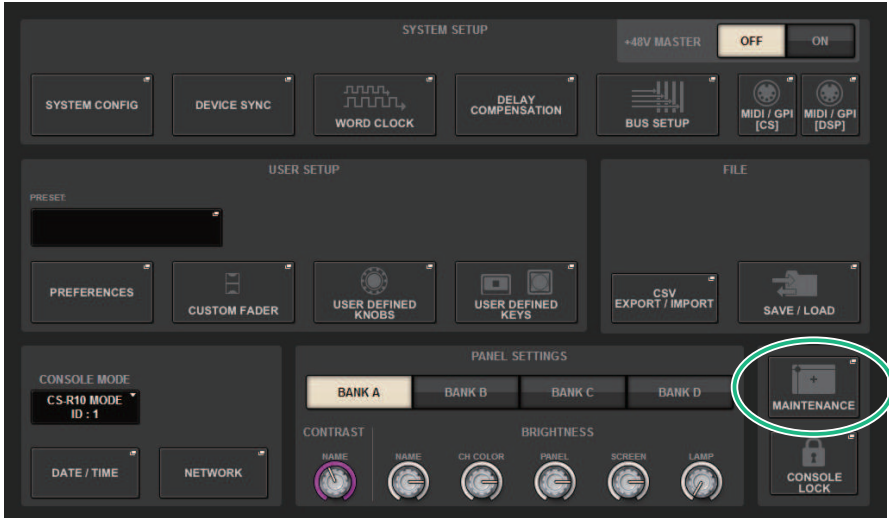 SYSTEM SETUP
+48V MASTER
OFF
ON
SYSTEM CONFIG
DEVICE SYNC
WORD CLOCK
DELAY
COMPENSATION
BUS SETUP
MIDI / GPI
[CS]
MIDI / GPI
[DSP]
USER SETUP
PRESET
PREFERENCES
CUSTOM FADER
USER DEFINED
KNOBS
USER DEFINED
KEYS
FILE
CSV
EXPORT / IMPORT
SAVE / LOAD
CONSOLE MODE
CS-R10 MODE
ID : 1
DATE / TIME
NETWORK
PANEL SETTINGS
BANK A
BANK B
BANK C
BANK D
CONTRAST
BRIGHTNESS
NAME
NAME
CH COLOR
PANEL
SCREEN
LAMP
MAINTENANCE
CONSOLE
LOCK